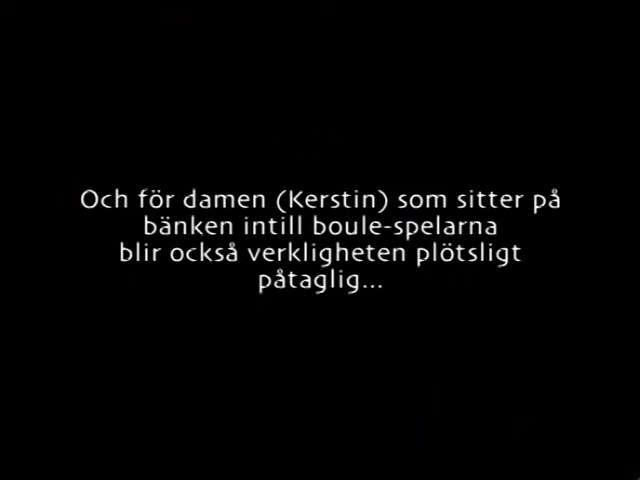 Och för damen (Kerstin) som sitter på
bänken intill boule-spelarna
blir också verkligheten plötsligt
påtaglig...